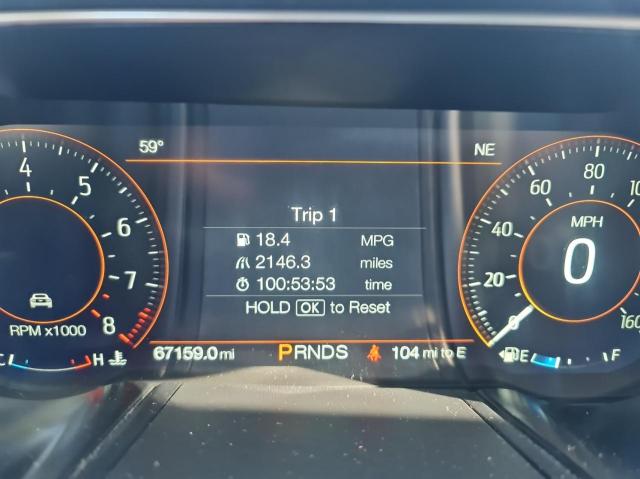 59° NE
Trip 1
18.4 MPG
2146.3 miles
100:53:53 time
HOLD OK to Reset
67159.0 mi PRNDS 104 mi to E
4
5
6
7
8
RPM x1000
C H
MPH
0
0
20
40
60
80
160
E F